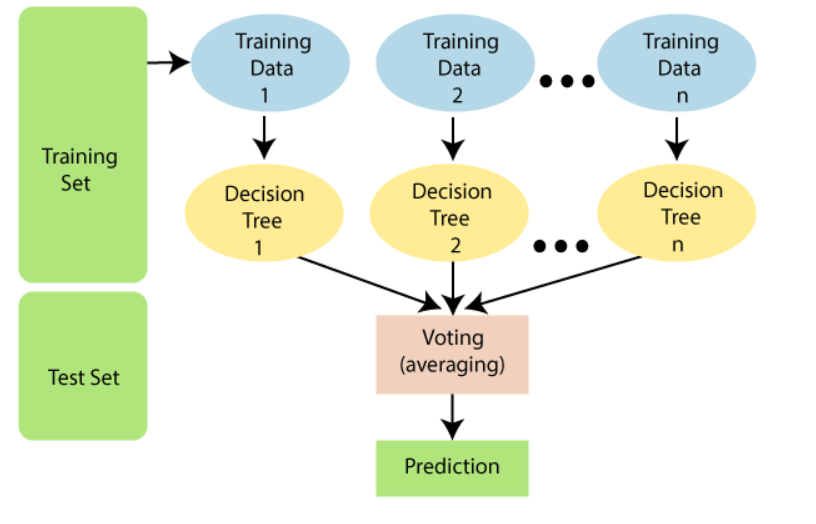 Training
Data
1
Training
Data
2
Training
Data
n
Training
Set
Decision
Tree
1
Decision
Tree
2
Decision
Tree
n
Voting
(averaging)
Test Set
Prediction